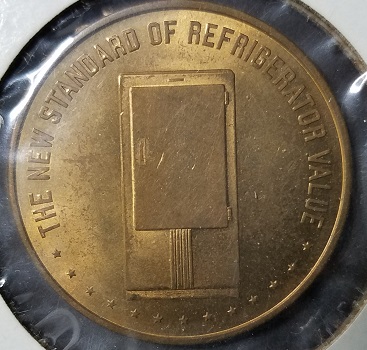 THE NEW STANDARD OF REFRIGERATOR VALUE